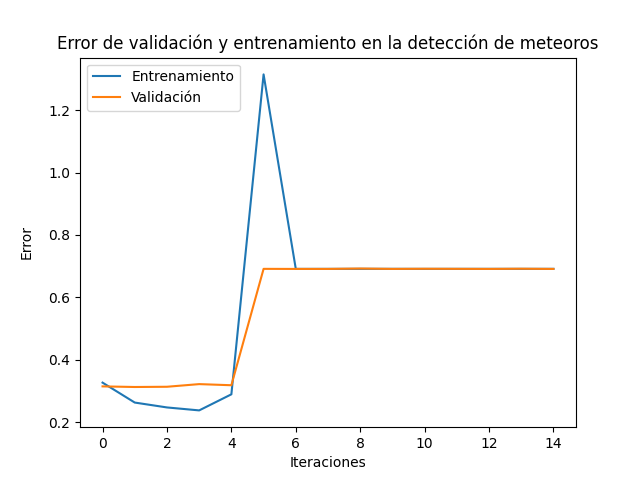 Error de validación y entrenamiento en la detección de meteoros
Entrenamiento
Validación
1.2
1.0
0.8
0.6
0.4
0.2
Error
0 2 4 6 8 10 12 14
Iteraciones